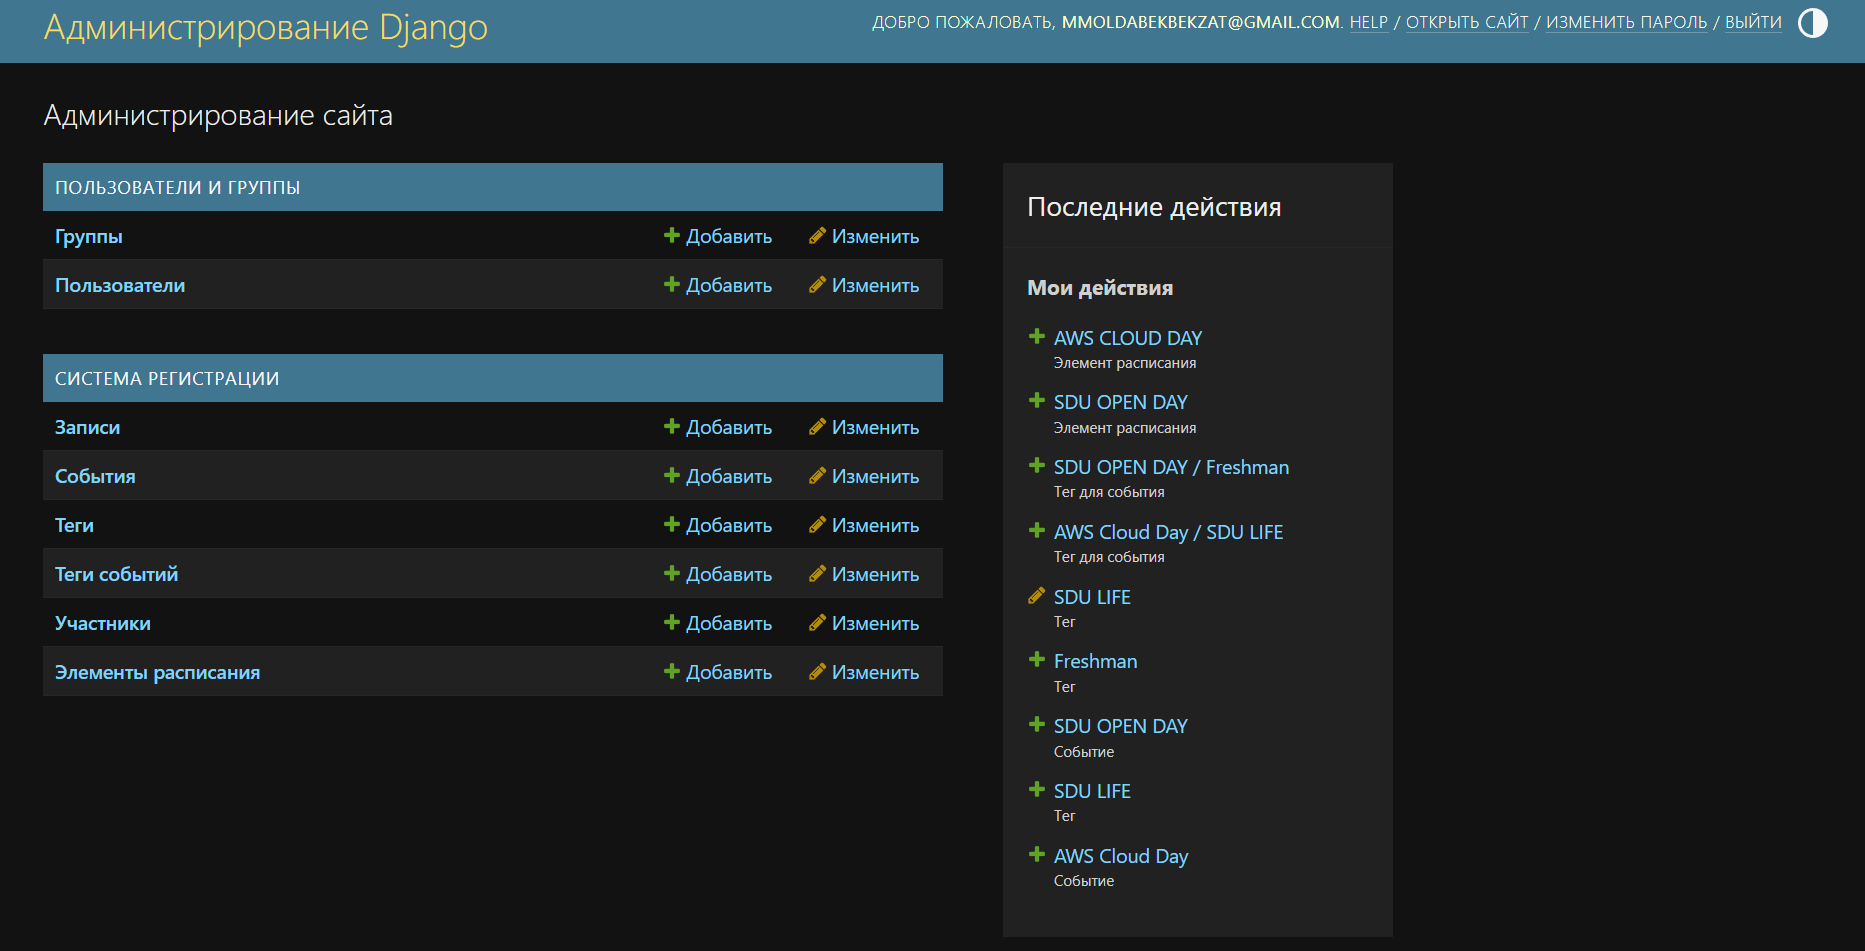 Администрирование Django
ДОБРО ПОЖАЛОВАТЬ, MMOLDABEKBEKZAT@GMAIL.COM. HELP / ОТКРЫТЬ САЙТ / ИЗМЕНИТЬ ПАРОЛЬ / ВЫЙТИ
Администрирование сайта
ПОЛЬЗОВАТЕЛИ И ГРУППЫ
Группы Добавить Изменить
Пользователи Добавить Изменить
СИСТЕМА РЕГИСТРАЦИИ
Записи Добавить Изменить
События Добавить Изменить
Теги Добавить Изменить
Теги событий Добавить Изменить
Участники Добавить Изменить
Элементы расписания Добавить Изменить
Последние действия
Мои действия
AWS CLOUD DAY
Элемент расписания
SDU OPEN DAY
Элемент расписания
SDU OPEN DAY / Freshman
Тег для события
AWS Cloud Day / SDU LIFE
Тег для события
SDU LIFE
Тег
Freshman
Тег
SDU OPEN DAY
Событие
SDU LIFE
Тег
AWS Cloud Day
Событие